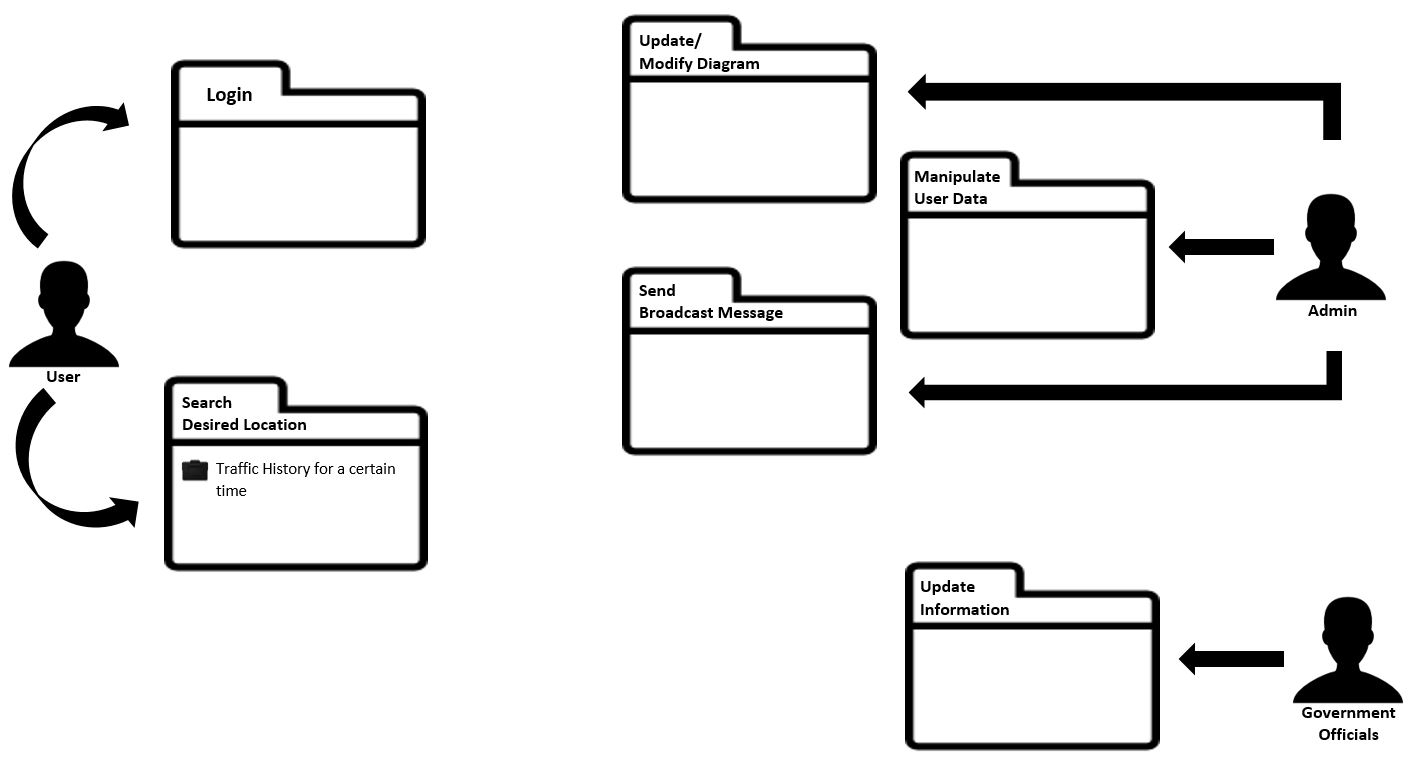 Login
User
Search
Desired Location
Traffic History for a certain
time
Update/
Modify Diagram
Manipulate
User Data
Send
Broadcast Message
Admin
Update
Information
Government
Officials